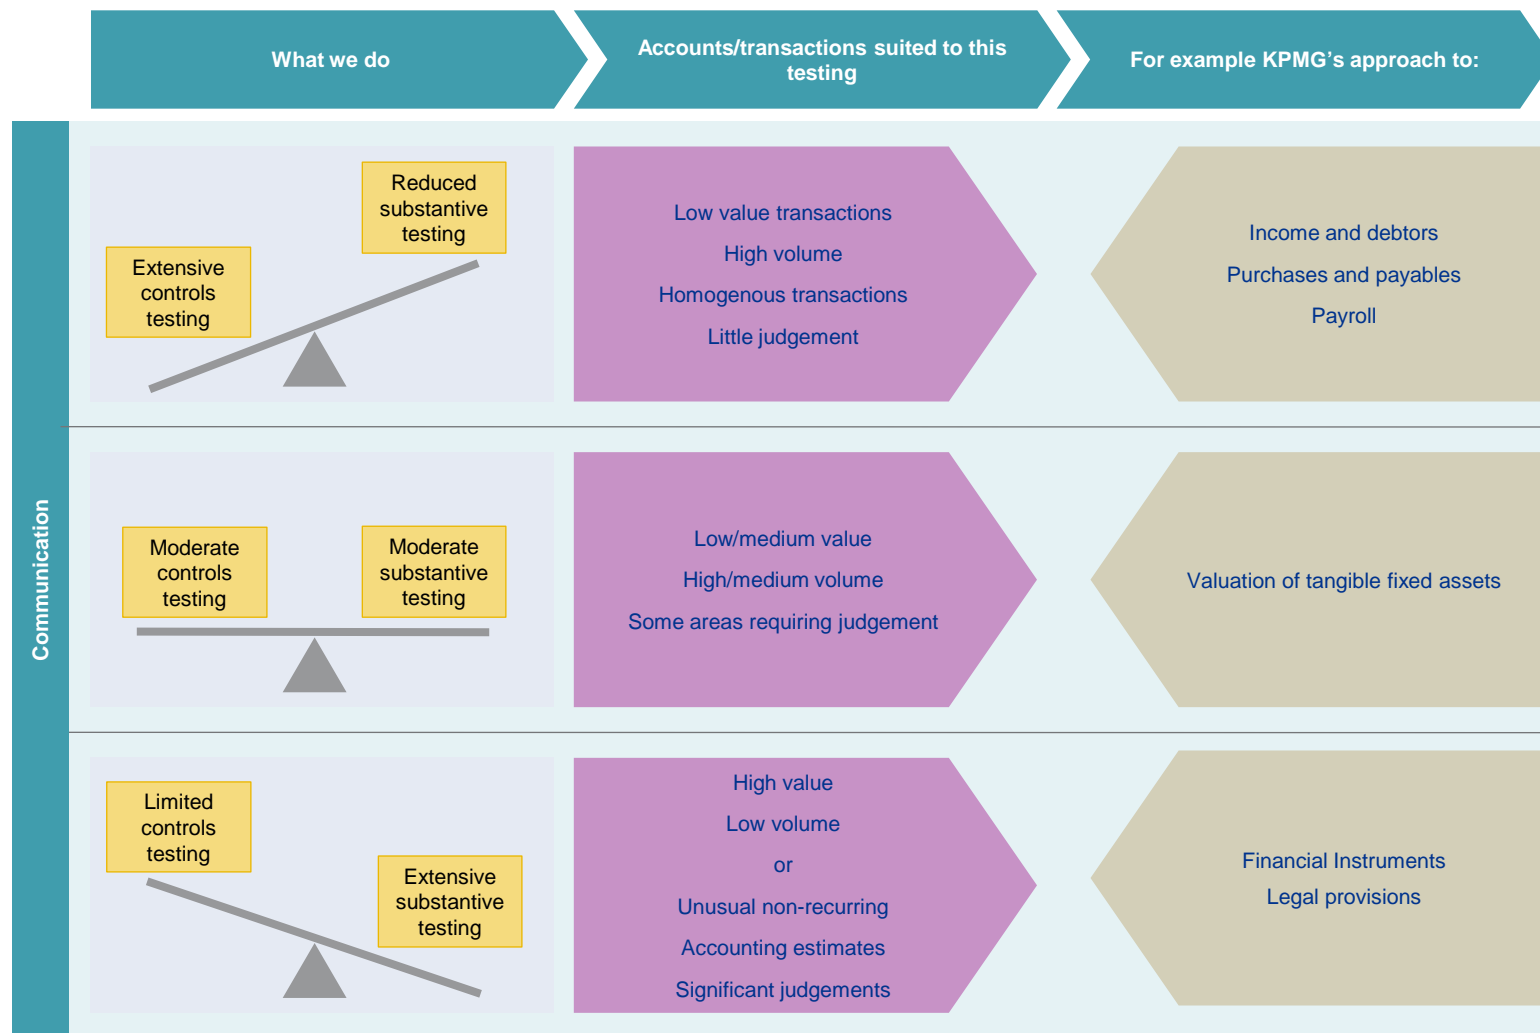 What we do
Accounts/transactions suited to this
testing
For example KPMG's approach to:
Communication
Extensive
controls
testing
Reduced
substantive
testing
Low value transactions
High volume
Homogenous transactions
Little judgement
Income and debtors
Purchases and payables
Payroll
Moderate
controls
testing
Moderate
substantive
testing
Low/medium value
High/medium volume
Some areas requiring judgement
Valuation of tangible fixed assets
Limited
controls
testing
Extensive
substantive
testing
High value
Low volume
or
Unusual non-recurring
Accounting estimates
Significant judgements
Financial Instruments
Legal provisions